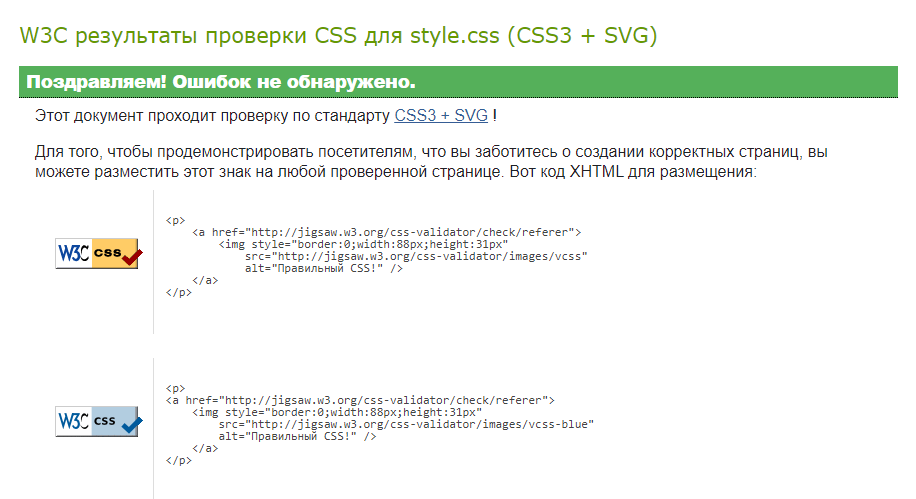 W3C результаты проверки CSS для style.css (CSS3 + SVG)
Поздравляем! Ошибок не обнаружено.
Этот документ проходит проверку по стандарту CSS3 + SVG !
Для того, чтобы продемонстрировать посетителям, что вы заботитесь о создании корректных страниц, вы
можете разместить этот знак на любой проверенной странице. Вот код XHTML для размещения:
W3C css
<p>
    <a href="http://jigsaw.w3.org/css-validator/check/referer">
        <img style="border:0;width:88px;height:31px"
            src="http://jigsaw.w3.org/css-validator/images/vcss"
            alt="Правильный CSS!" />
    </a>
</p>
W3C css
<p>
<a href="http://jigsaw.w3.org/css-validator/check/referer">
    <img style="border:0;width:88px;height:31px"
        src="http://jigsaw.w3.org/css-validator/images/vcss-blue"
        alt="Правильный CSS!" />
    </a>
</p>